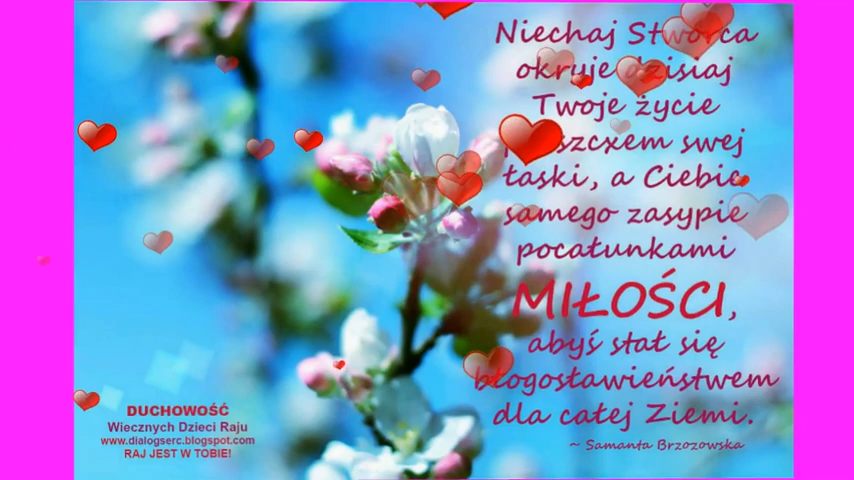 Niechaj Stwórca
okryje dzisiaj
Twoje życie
swej
łaski, a Ciebie
samego zasypie
pocałunkami
MIŁOŚCI,
abyś stał się
błogosławieństwem
dla całej Ziemi.
~ Samanta Brzozowska
DUCHOWOŚĆ
Wiecznych Dzieci Raju
www.dialogserc.blogspot.com
RAJ JEST W TOBIE!